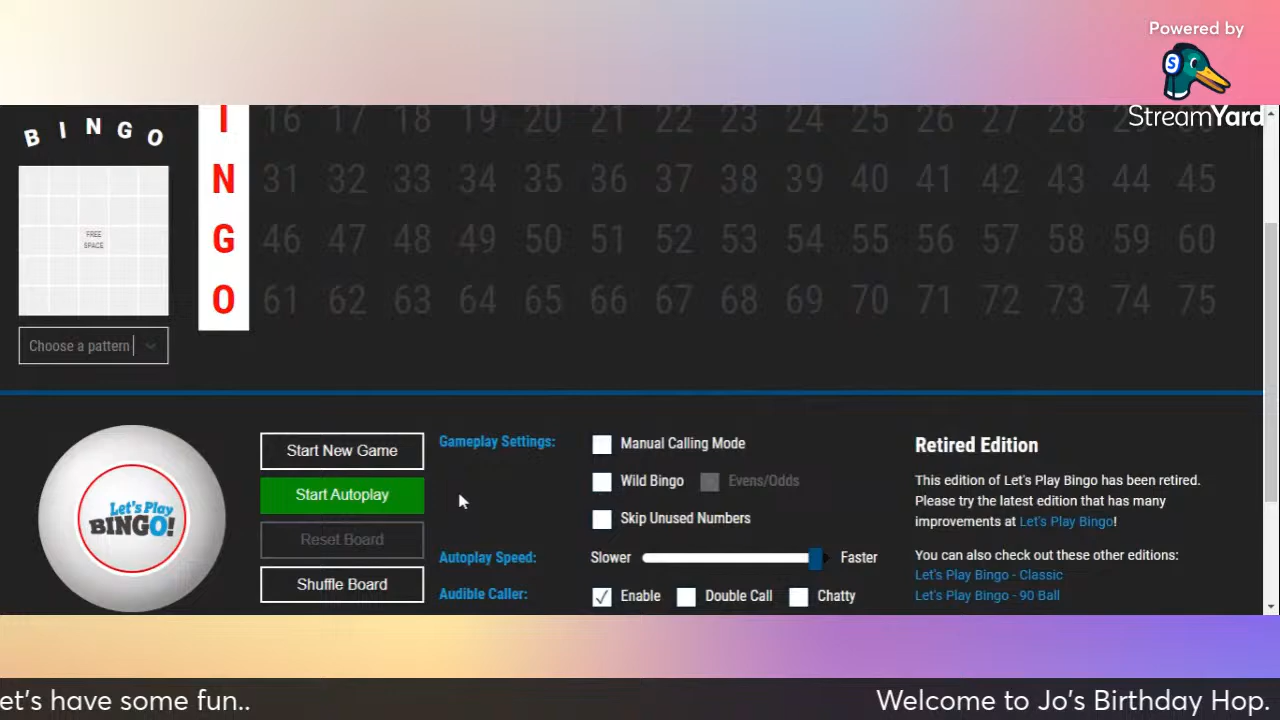 Powered by
StreamYard
S
B I N G O
I 16 17 18 19 20 21 22 23 24 25 26 27 28 29 30
N 31 32 33 34 35 36 37 38 39 40 41 42 43 44 45
G 46 47 48 49 50 51 52 53 54 55 56 57 58 59 60
O 61 62 63 64 65 66 67 68 69 70 71 72 73 74 75
FREE
SPACE
Choose a pattern
Let's Play
BINGO!
Start New Game
Start Autoplay
Reset Board
Shuffle Board
Gameplay Settings:
Manual Calling Mode
Wild Bingo Evens/Odds
Skip Unused Numbers
Autoplay Speed: Slower Faster
Audible Caller: Enable Double Call Chatty
Retired Edition
This edition of Let's Play Bingo has been retired.
Please try the latest edition that has many
improvements at Let's Play Bingo!
You can also check out these other editions:
Let's Play Bingo - Classic
Let's Play Bingo - 90 Ball
et's have some fun.. Welcome to Jo's Birthday Hop.